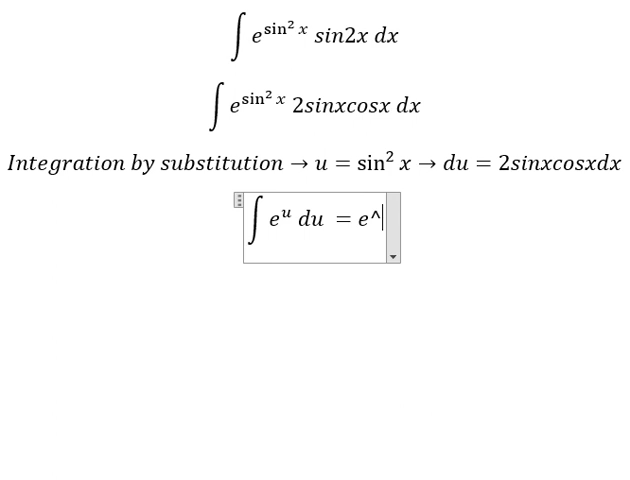 ∫ e^{sin² x} sin2x dx
∫ e^{sin² x} 2sinxcosx dx
Integration by substitution → u = sin² x → du = 2sinxcosxdx
∫ e^u du = e^